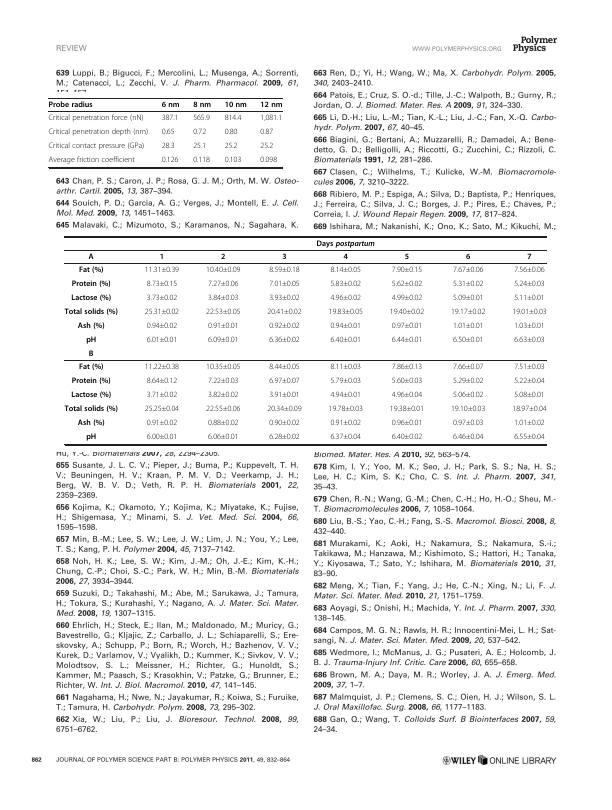 REVIEW
WWW.POLYMERPHYSICS.ORG
Polymer
Physics
639 Luppi, B.; Bigucci, F.; Mercolini, L.; Musenga, A.; Sorrenti,
M.; Catenacci, L.; Zecchi, V. J. Pharm. Pharmacol. 2009, 61,
Probe radius 6 nm 8 nm 10 nm 12 nm
Critical penetration force (nN) 387.1 565.9 814.4 1,081.1
Critical penetration depth (nm) 0.65 0.72 0.80 0.87
Critical contact pressure (GPa) 28.3 25.1 25.2 25.2
Average friction coefficient 0.126 0.118 0.103 0.098
643 Chan, P. S.; Caron, J. P.; Rosa, G. J. M.; Orth, M. W. Osteo-
arthr. Cartil. 2005, 13, 387–394.
644 Souich, P. D.; Garcia, A. G.; Verges, J.; Montell, E. J. Cell.
Mol. Med. 2009, 13, 1451–1463.
645 Malavaki, C.; Mizumoto, S.; Karamanos, N.; Sagahara, K.
663 Ren, D.; Yi, H.; Wang, W.; Ma, X. Carbohydr. Polym. 2005,
340, 2403–2410.
664 Patois, E.; Cruz, S. O.-d.; Tille, J.-C.; Walpoth, B.; Gurny, R.;
Jordan, O. J. Biomed. Mater. Res. A 2009, 91, 324–330.
665 Li, D.-H.; Liu, L.-M.; Tian, K.-L.; Liu, J.-C.; Fan, X.-Q. Carbo-
hydr. Polym. 2007, 67, 40–45.
666 Biagini, G.; Bertani, A.; Muzzarelli, R.; Damadei, A.; Bene-
detto, G. D.; Belligolli, A.; Riccotti, G.; Zucchini, C.; Rizzoli, C.
Biomaterials 1991, 12, 281–286.
667 Clasen, C.; Wilhelms, T.; Kulicke, W.-M. Biomacromole-
cules 2006, 7, 3210–3222.
668 Ribiero, M. P.; Espiga, A.; Silva, D.; Baptista, P.; Henriques,
J.; Ferreira, C.; Silva, J. C.; Borges, J. P.; Pires, E.; Chaves, P.;
Correia, I. J. Wound Repair Regen. 2009, 17, 817–824.
669 Ishihara, M.; Nakanishi, K.; Ono, K.; Sato, M.; Kikuchi, M.;
Days postpartum
A 1 2 3 4 5 6 7
Fat (%) 11.31±0.39 10.40±0.09 8.59±0.18 8.14±0.05 7.90±0.15 7.67±0.06 7.56±0.06
Protein (%) 8.73±0.15 7.27±0.06 7.01±0.05 5.83±0.02 5.62±0.02 5.31±0.02 5.24±0.03
Lactose (%) 3.73±0.02 3.84±0.03 3.93±0.02 4.96±0.02 4.99±0.02 5.09±0.01 5.11±0.01
Total solids (%) 25.31±0.02 22.53±0.05 20.41±0.02 19.83±0.05 19.40±0.02 19.17±0.02 19.01±0.03
Ash (%) 0.94±0.02 0.91±0.01 0.92±0.02 0.94±0.01 0.97±0.01 1.01±0.01 1.03±0.01
pH 6.01±0.01 6.09±0.01 6.36±0.02 6.40±0.01 6.44±0.01 6.50±0.01 6.63±0.03
B
Fat (%) 11.22±0.38 10.35±0.05 8.44±0.05 8.11±0.03 7.86±0.13 7.66±0.07 7.51±0.03
Protein (%) 8.64±0.12 7.22±0.03 6.97±0.07 5.79±0.03 5.60±0.03 5.29±0.02 5.22±0.04
Lactose (%) 3.71±0.02 3.82±0.02 3.91±0.01 4.94±0.01 4.96±0.04 5.06±0.02 5.08±0.01
Total solids (%) 25.25±0.04 22.55±0.06 20.34±0.09 19.78±0.03 19.38±0.01 19.10±0.03 18.97±0.04
Ash (%) 0.91±0.02 0.88±0.02 0.90±0.02 0.91±0.02 0.96±0.01 0.97±0.03 1.01±0.02
pH 6.00±0.01 6.06±0.01 6.28±0.02 6.37±0.04 6.40±0.02 6.46±0.04 6.55±0.04
Hu, Y.-C. Biomaterials 2007, 28, 2294–2305.
655 Susante, J. L. C. V.; Pieper, J.; Buma, P.; Kuppevelt, T. H.
V.; Beuningen, H. V.; Kraan, P. M. V. D.; Veerkamp, J. H.;
Berg, W. B. V. D.; Veth, R. P. H. Biomaterials 2001, 22,
2359–2369.
656 Kojima, K.; Okamoto, Y.; Kojima, K.; Miyatake, K.; Fujise,
H.; Shigemasa, Y.; Minami, S. J. Vet. Med. Sci. 2004, 66,
1595–1598.
657 Min, B.-M.; Lee, S. W.; Lee, J. W.; Lim, J. N.; You, Y.; Lee,
T. S.; Kang, P. H. Polymer 2004, 45, 7137–7142.
658 Noh, H. K.; Lee, S. W.; Kim, J.-M.; Oh, J.-E.; Kim, K.-H.;
Chung, C.-P.; Choi, S.-C.; Park, W. H.; Min, B.-M. Biomaterials
2006, 27, 3934–3944.
659 Suzuki, D.; Takahashi, M.; Abe, M.; Sarukawa, J.; Tamura,
H.; Tokura, S.; Kurahashi, Y.; Nagano, A. J. Mater. Sci. Mater.
Med. 2008, 19, 1307–1315.
660 Ehrlich, H.; Steck, E.; Ilan, M.; Maldonado, M.; Muricy, G.;
Bavestrello, G.; Kljajic, Z.; Carballo, J. L.; Schiaparelli, S.; Ere-
skovsky, A.; Schupp, P.; Born, R.; Worch, H.; Bazhenov, V. V.;
Kurek, D.; Varlamov, V.; Vyalikh, D.; Kummer, K.; Sivkov, V. V.;
Molodtsov, S. L.; Meissner, H.; Richter, G.; Hunoldt, S.;
Kammer, M.; Paasch, S.; Krasokhin, V.; Patzke, G.; Brunner, E.;
Richter, W. Int. J. Biol. Macromol. 2010, 47, 141–145.
661 Nagahama, H.; Nwe, N.; Jayakumar, R.; Koiwa, S.; Furuike,
T.; Tamura, H. Carbohydr. Polym. 2008, 73, 295–302.
662 Xia, W.; Liu, P.; Liu, J. Bioresour. Technol. 2008, 99,
6751–6762.
Biomed. Mater. Res. A 2010, 92, 563–574.
678 Kim, I. Y.; Yoo, M. K.; Seo, J. H.; Park, S. S.; Na, H. S.;
Lee, H. C.; Kim, S. K.; Cho, C. S. Int. J. Pharm. 2007, 341,
35–43.
679 Chen, R.-N.; Wang, G.-M.; Chen, C.-H.; Ho, H.-O.; Sheu, M.-
T. Biomacromolecules 2006, 7, 1058–1064.
680 Liu, B.-S.; Yao, C.-H.; Fang, S.-S. Macromol. Biosci. 2008, 8,
432–440.
681 Murakami, K.; Aoki, H.; Nakamura, S.; Nakamura, S.-i.;
Takikawa, M.; Hanzawa, M.; Kishimoto, S.; Hattori, H.; Tanaka,
Y.; Kiyosawa, T.; Sato, Y.; Ishihara, M. Biomaterials 2010, 31,
83–90.
682 Meng, X.; Tian, F.; Yang, J.; He, C.-N.; Xing, N.; Li, F. J.
Mater. Sci. Mater. Med. 2010, 21, 1751–1759.
683 Aoyagi, S.; Onishi, H.; Machida, Y. Int. J. Pharm. 2007, 330,
138–145.
684 Campos, M. G. N.; Rawls, H. R.; Innocentini-Mei, L. H.; Sat-
sangi, N. J. Mater. Sci. Mater. Med. 2009, 20, 537–542.
685 Wedmore, I.; McManus, J. G.; Pusateri, A. E.; Holcomb, J.
B. J. Trauma-Injury Inf. Critic. Care 2006, 60, 655–658.
686 Brown, M. A.; Daya, M. R.; Worley, J. A. J. Emerg. Med.
2009, 37, 1–7.
687 Malmquist, J. P.; Clemens, S. C.; Oien, H. J.; Wilson, S. L.
J. Oral Maxillofac. Surg. 2008, 66, 1177–1183.
688 Gan, Q.; Wang, T. Colloids Surf. B Biointerfaces 2007, 59,
24–34.
862 JOURNAL OF POLYMER SCIENCE PART B: POLYMER PHYSICS 2011, 49, 832–864
WILEY ONLINE LIBRARY